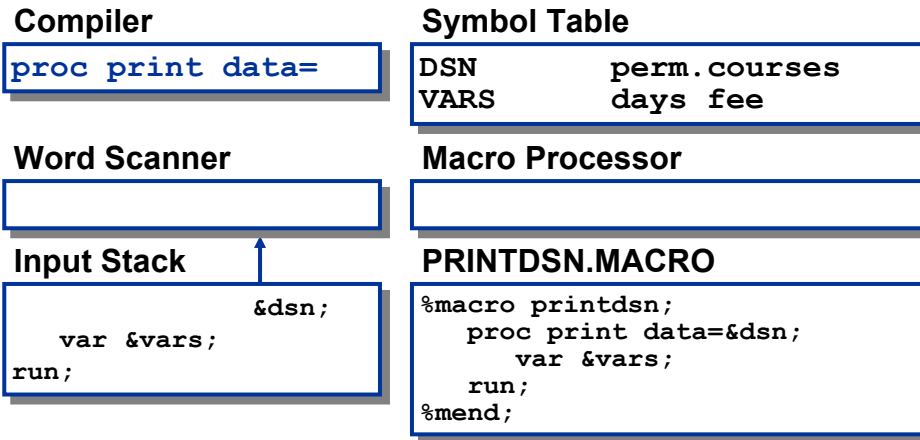 Compiler
proc print data=
Symbol Table
DSN perm.courses
VARS days fee
Word Scanner
Macro Processor
Input Stack
&dsn;
var &vars;
run;
PRINTDSN.MACRO
%macro printdsn;
proc print data=&dsn;
var &vars;
run;
%mend;